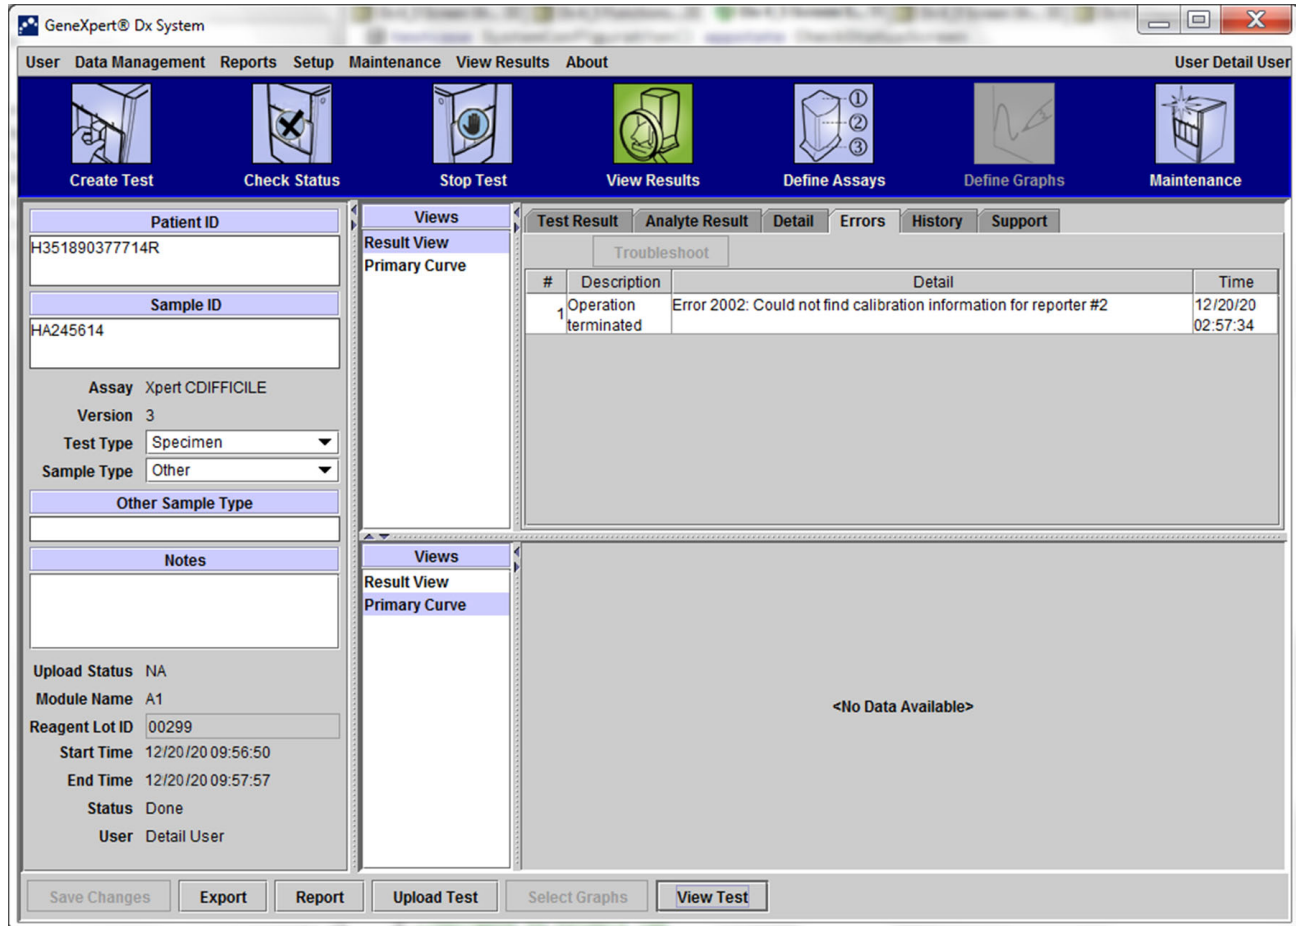 GeneXpert® Dx System
User Data Management Reports Setup Maintenance View Results About User Detail User
Create Test Check Status Stop Test View Results Define Assays Define Graphs Maintenance
Patient ID
H351890377714R
Sample ID
HA245614
Assay Xpert CDIFFICILE
Version 3
Test Type Specimen
Sample Type Other
Other Sample Type
Notes
Upload Status NA
Module Name A1
Reagent Lot ID 00299
Start Time 12/20/20 09:56:50
End Time 12/20/20 09:57:57
Status Done
User Detail User
Views
Result View
Primary Curve
Test Result Analyte Result Detail Errors History Support
Troubleshoot
# Description Detail Time
1 Operation terminated Error 2002: Could not find calibration information for reporter #2 12/20/20 02:57:34
Views
Result View
Primary Curve
<No Data Available>
Save Changes Export Report Upload Test Select Graphs View Test